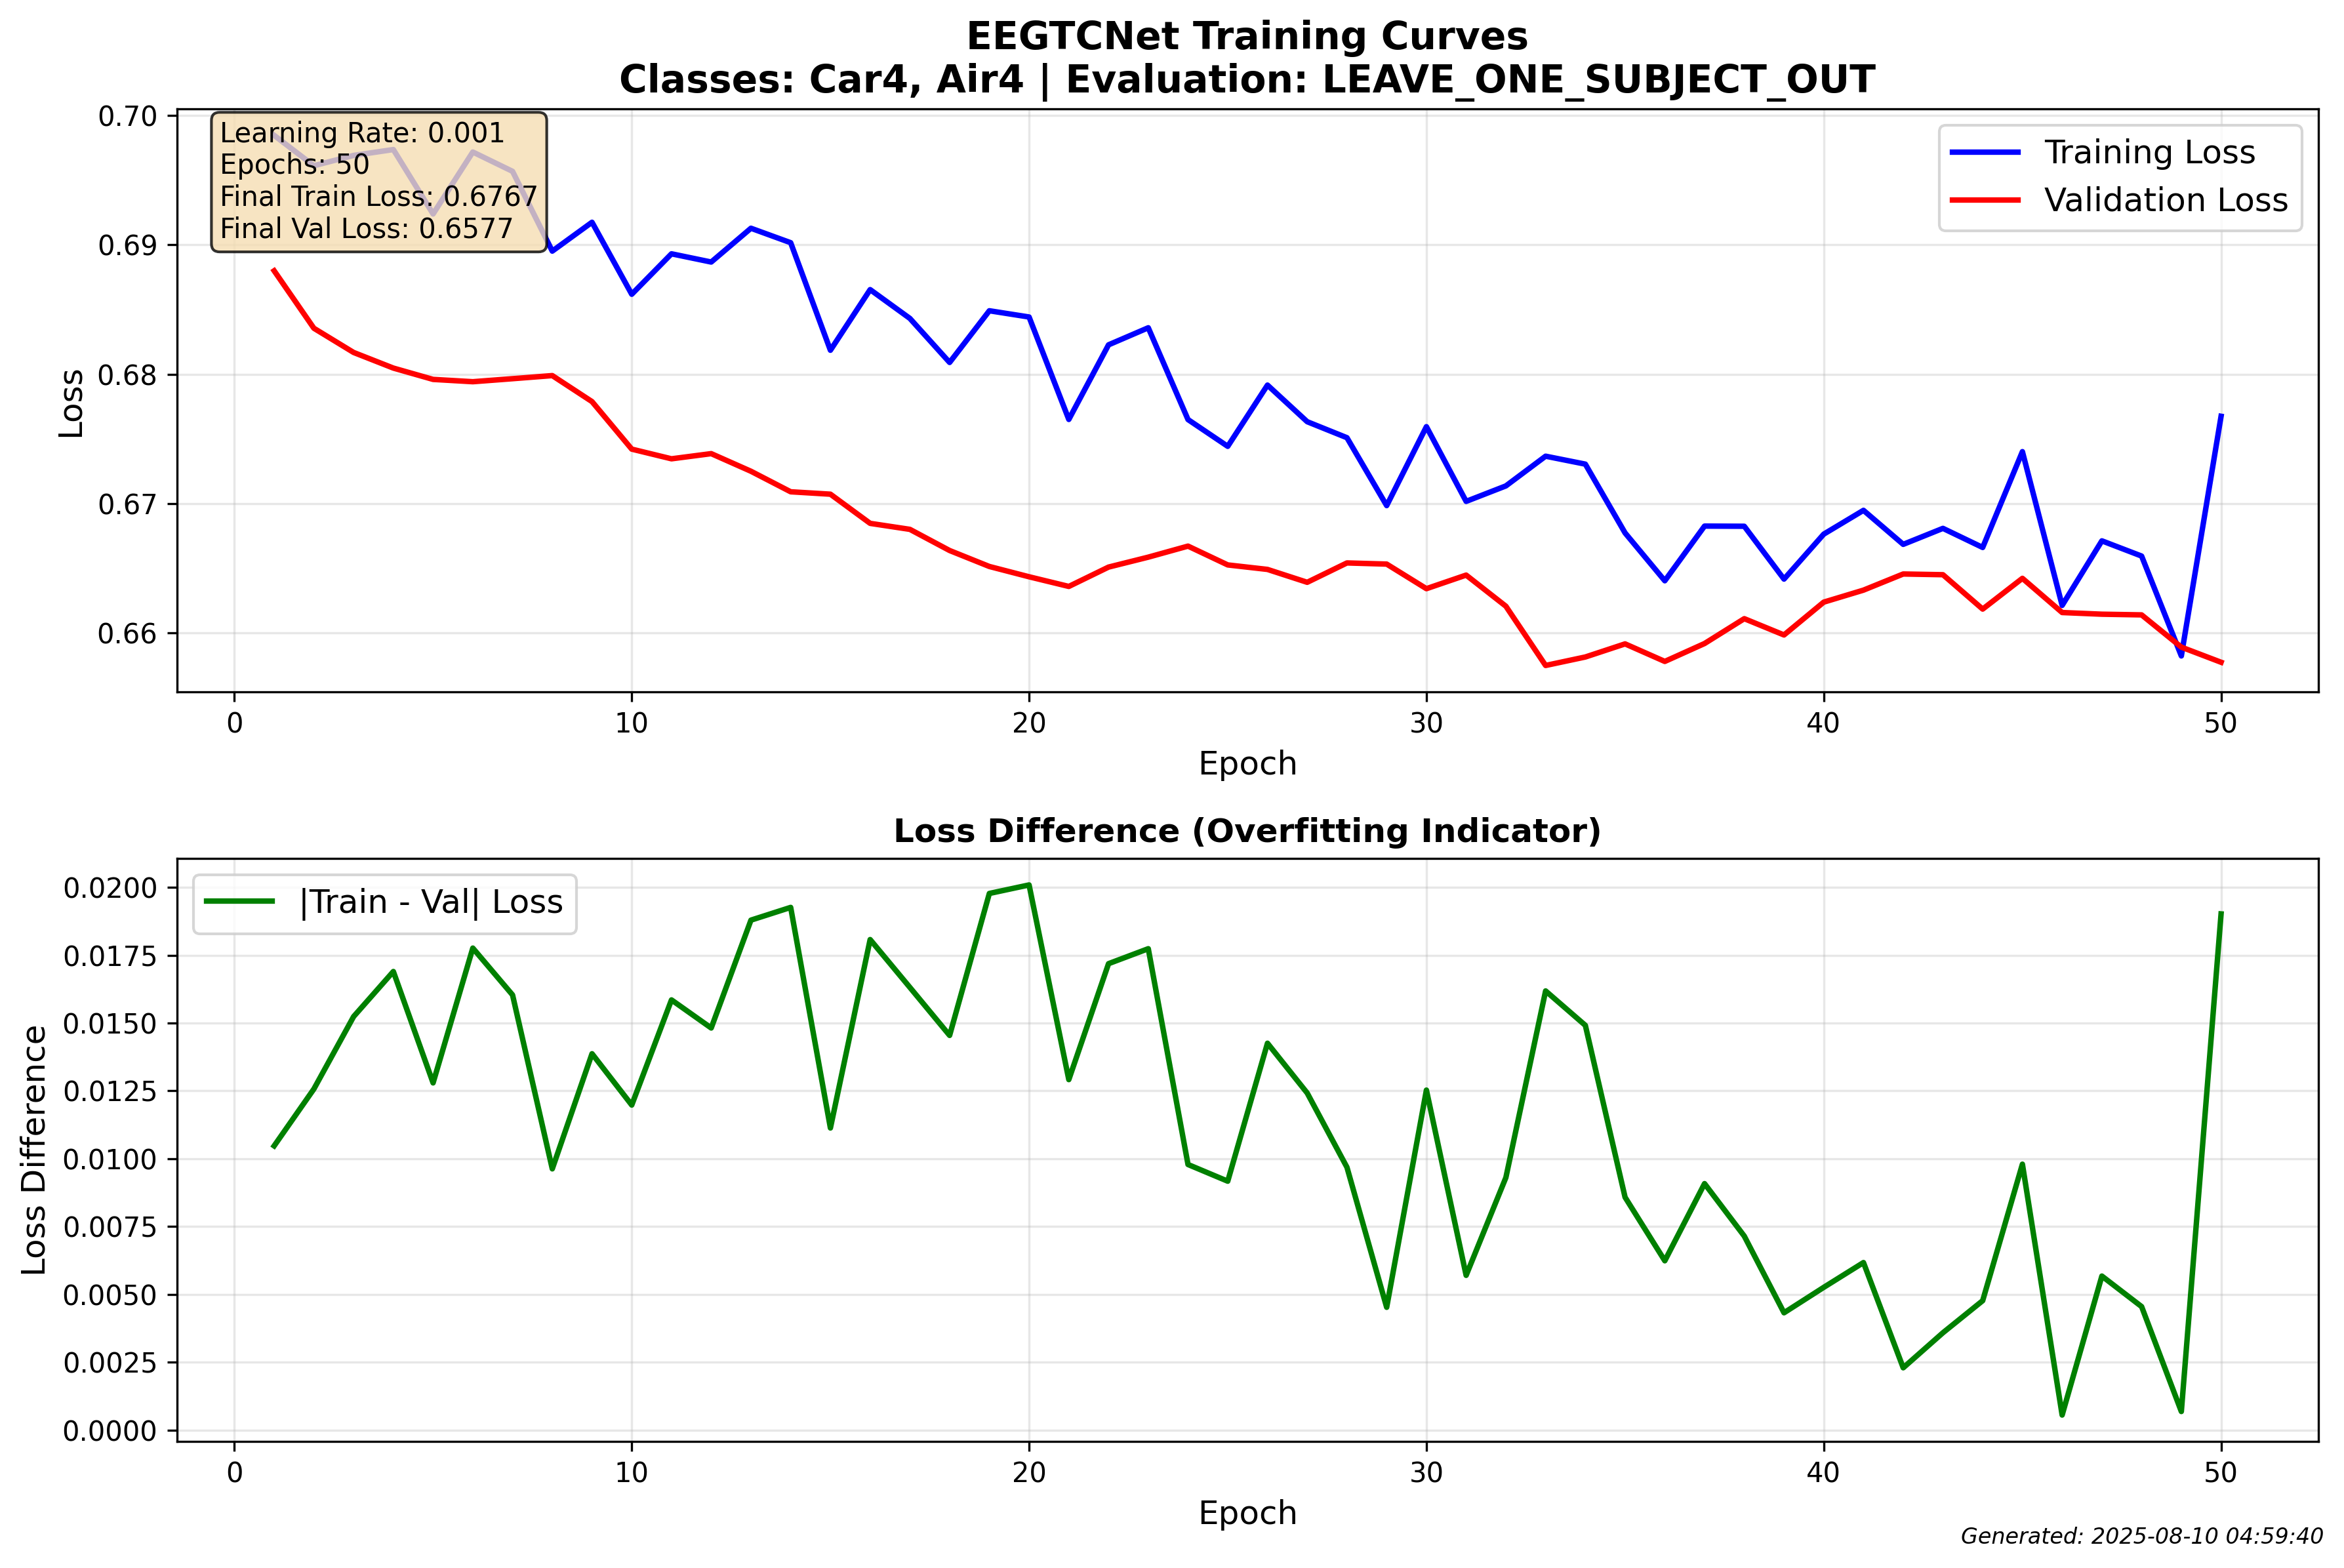 EEGTCNet Training Curves
Classes: Car4, Air4 | Evaluation: LEAVE_ONE_SUBJECT_OUT
0.70
0.69
0.68
0.67
0.66
Loss
Learning Rate: 0.001
Epochs: 50
Final Train Loss: 0.6767
Final Val Loss: 0.6577
Training Loss
Validation Loss
0 10 20 30 40 50
Epoch
Loss Difference (Overfitting Indicator)
0.0200
0.0175
0.0150
0.0125
0.0100
0.0075
0.0050
0.0025
0.0000
Loss Difference
|Train - Val| Loss
0 10 20 30 40 50
Epoch
Generated: 2025-08-10 04:59:40